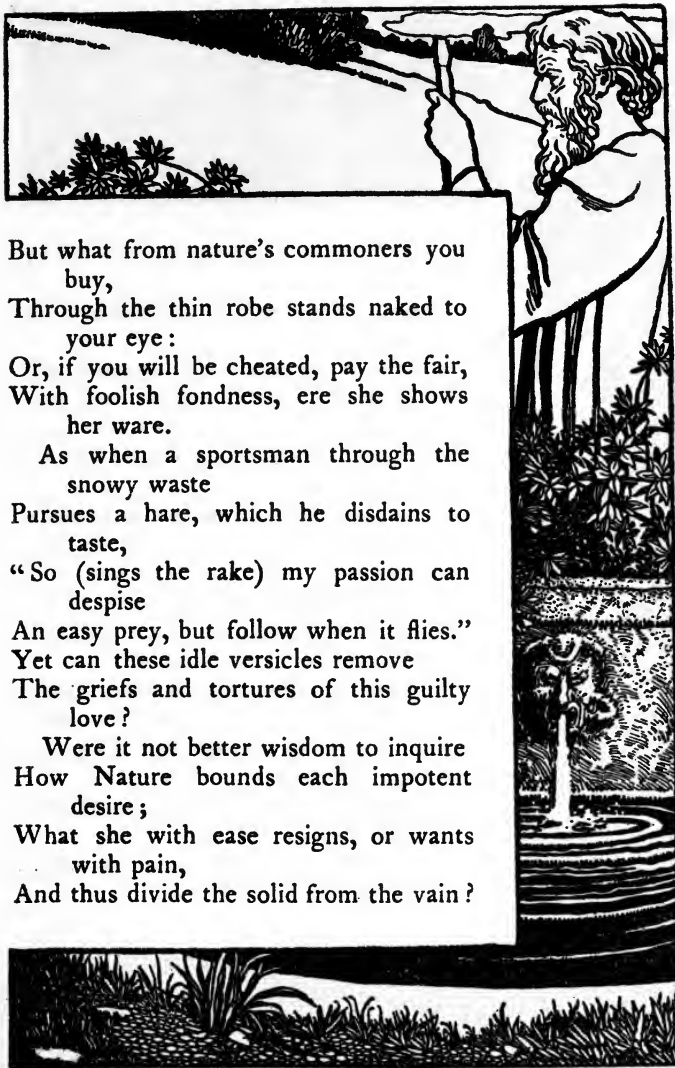 But what from nature's commoners you
buy,
Through the thin robe stands naked to
your eye :
Or, if you will be cheated, pay the fair,
With foolish fondness, ere she shows
her ware.
As when a sportsman through the
snowy waste
Pursues a hare, which he disdains to
taste,
“ So (sings the rake) my passion can
despise
An easy prey, but follow when it flies.”
Yet can these idle versicles remove
The griefs and tortures of this guilty
love ?
Were it not better wisdom to inquire
How Nature bounds each impotent
desire ;
What she with ease resigns, or wants
with pain,
And thus divide the solid from the vain ?